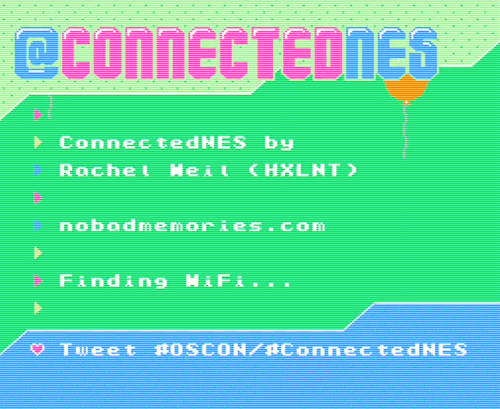 @CONNECTEDNES
ConnectedNES by
Rachel Weil (HXLNT)
nobadmemories.com
Finding WiFi...
Tweet #OSCON/#ConnectedNES